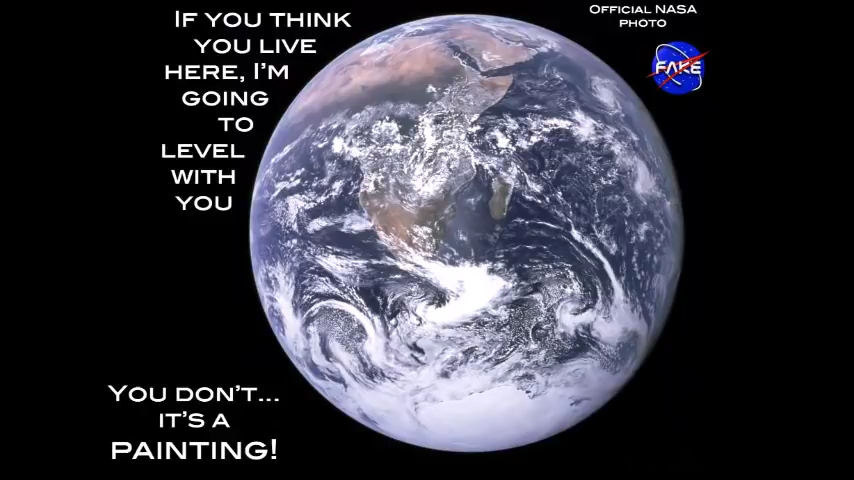 If you think
you live
here, I'm
going
to
level
with
you
Official NASA
photo
FAKE
You don't...
it's a
painting!